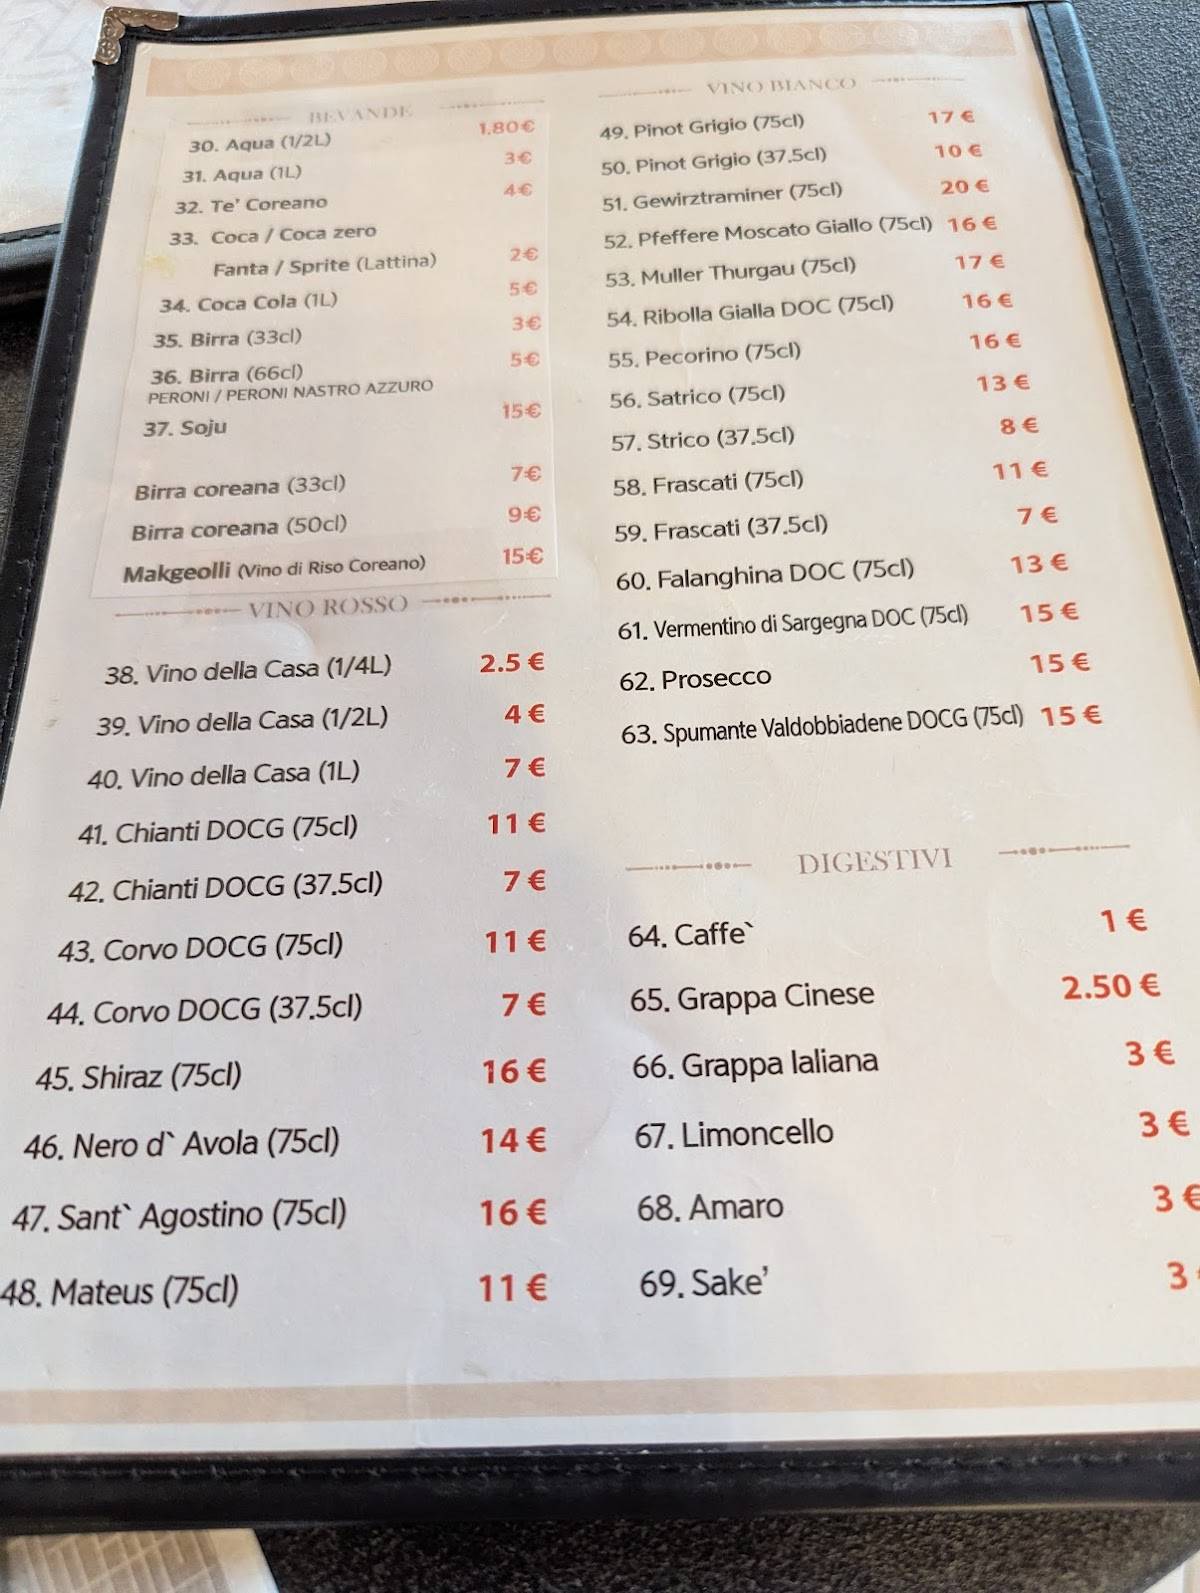 BEVANDE
30. Aqua (1/2L) 1.80€
31. Aqua (1L) 3€
32. Te' Coreano 4€
33. Coca / Coca zero
Fanta / Sprite (Lattina) 2€
34. Coca Cola (1L) 5€
35. Birra (33cl) 3€
36. Birra (66cl) 5€
PERONI / PERONI NASTRO AZZURO
37. Soju 15€
Birra coreana (33cl) 7€
Birra coreana (50cl) 9€
Makgeolli (Vino di Riso Coreano) 15€
VINO ROSSO
38. Vino della Casa (1/4L) 2.5 €
39. Vino della Casa (1/2L) 4 €
40. Vino della Casa (1L) 7 €
41. Chianti DOCG (75cl) 11 €
42. Chianti DOCG (37.5cl) 7 €
43. Corvo DOCG (75cl) 11 €
44. Corvo DOCG (37.5cl) 7 €
45. Shiraz (75cl) 16 €
46. Nero d` Avola (75cl) 14 €
47. Sant` Agostino (75cl) 16 €
48. Mateus (75cl) 11 €
VINO BIANCO
49. Pinot Grigio (75cl) 17 €
50. Pinot Grigio (37.5cl) 10 €
51. Gewirztraminer (75cl) 20 €
52. Pfeffere Moscato Giallo (75cl) 16 €
53. Muller Thurgau (75cl) 17 €
54. Ribolla Gialla DOC (75cl) 16 €
55. Pecorino (75cl) 16 €
56. Satrico (75cl) 13 €
57. Strico (37.5cl) 8 €
58. Frascati (75cl) 11 €
59. Frascati (37.5cl) 7 €
60. Falanghina DOC (75cl) 13 €
61. Vermentino di Sargegna DOC (75cl) 15 €
62. Prosecco 15 €
63. Spumante Valdobbiadene DOCG (75cl) 15 €
DIGESTIVI
64. Caffe` 1 €
65. Grappa Cinese 2.50 €
66. Grappa laliana 3 €
67. Limoncello 3 €
68. Amaro 3 €
69. Sake' 3